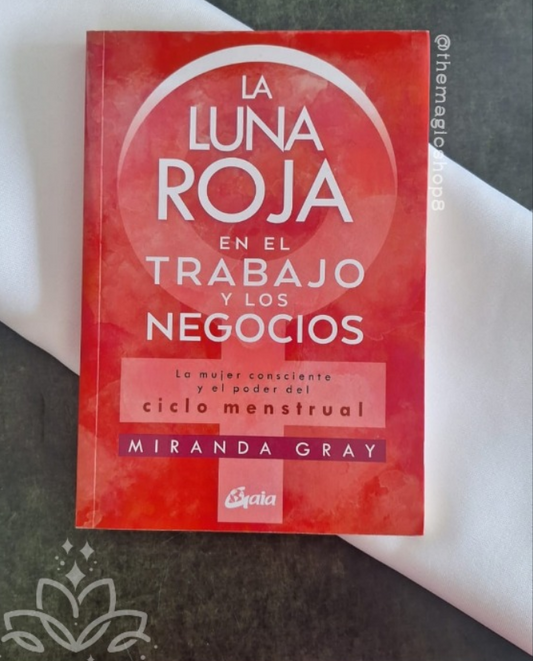 LA
LUNA
ROJA
EN EL
TRABAJO
Y LOS
NEGOCIOS
La mujer consciente
y el poder del
ciclo menstrual
MIRANDA GRAY
Gaia
@themagicshop8